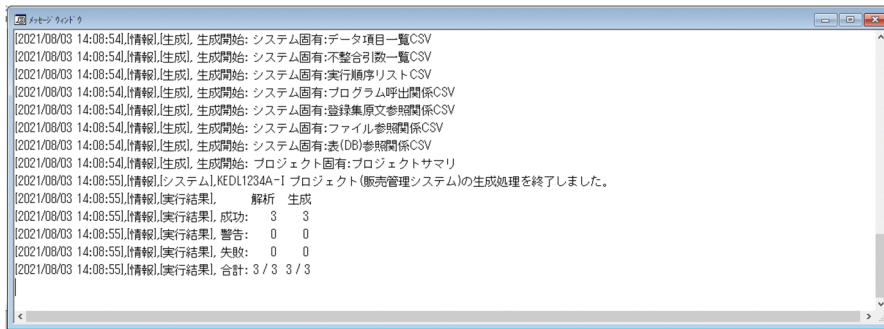 メッセージウィンドウ
[2021/08/03 14:08:54],[情報],[生成], 生成開始: システム固有:データ項目一覧CSV
[2021/08/03 14:08:54],[情報],[生成], 生成開始: システム固有:不整合引数一覧CSV
[2021/08/03 14:08:54],[情報],[生成], 生成開始: システム固有:実行順序リストCSV
[2021/08/03 14:08:54],[情報],[生成], 生成開始: システム固有:プログラム呼出関係CSV
[2021/08/03 14:08:54],[情報],[生成], 生成開始: システム固有:登録集原文参照関係CSV
[2021/08/03 14:08:54],[情報],[生成], 生成開始: システム固有:ファイル参照関係CSV
[2021/08/03 14:08:54],[情報],[生成], 生成開始: システム固有:表(DB)参照関係CSV
[2021/08/03 14:08:54],[情報],[生成], 生成開始: プロジェクト固有:プロジェクトサマリ
[2021/08/03 14:08:55],[情報],[システム],KEDL1234A-I プロジェクト(販売管理システム)の生成処理を終了しました。
[2021/08/03 14:08:55],[情報],[実行結果], 解析 生成
[2021/08/03 14:08:55],[情報],[実行結果], 成功: 3 3
[2021/08/03 14:08:55],[情報],[実行結果], 警告: 0 0
[2021/08/03 14:08:55],[情報],[実行結果], 失敗: 0 0
[2021/08/03 14:08:55],[情報],[実行結果], 合計: 3 / 3 3 / 3